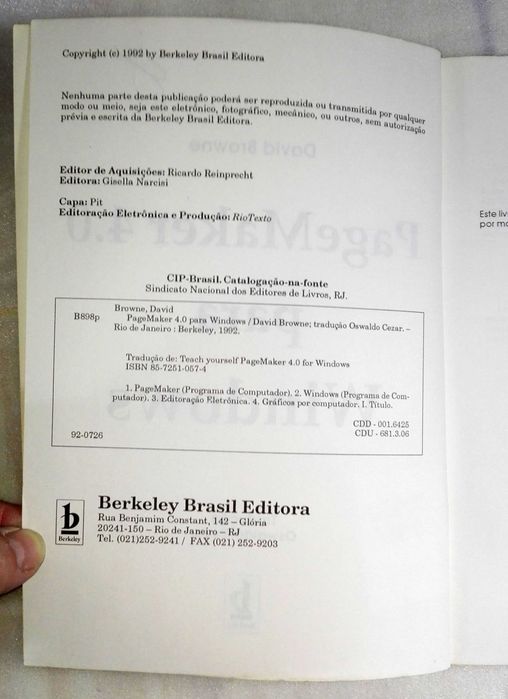 Copyright (c) 1992 by Berkeley Brasil Editora
Nenhuma parte desta publicação poderá ser reproduzida ou transmitida por qualquer
modo ou meio, seja este eletrônico, fotográfico, mecânico, ou outros, sem autorização
prévia e escrita da Berkeley Brasil Editora.
Editor de Aquisições: Ricardo Reinprecht
Editora: Gisella Narcisi
Capa: Pit
Editoração Eletrônica e Produção: RioTexto
CIP-Brasil. Catalogação-na-fonte
Sindicato Nacional dos Editores de Livros, RJ.
Browne, David
B898p PageMaker 4.0 para Windows / David Browne; tradução Oswaldo Cezar. –
Rio de Janeiro : Berkeley, 1992.
Tradução de: Teach yourself PageMaker 4.0 for Windows
ISBN 85-7251-057-4
1. PageMaker (Programa de Computador). 2. Windows (Programa de Com-
putador). 3. Editoração Eletrônica. 4. Gráficos por computador. I. Título.
CDD - 001.6425
92-0726 CDU - 681.3.06
Berkeley Brasil Editora
Rua Benjamim Constant, 142 – Glória
20241-150 – Rio de Janeiro – RJ
Tel. (021)252-9241 / FAX (021) 252-9203
b
Berkeley
Este liv
por mo